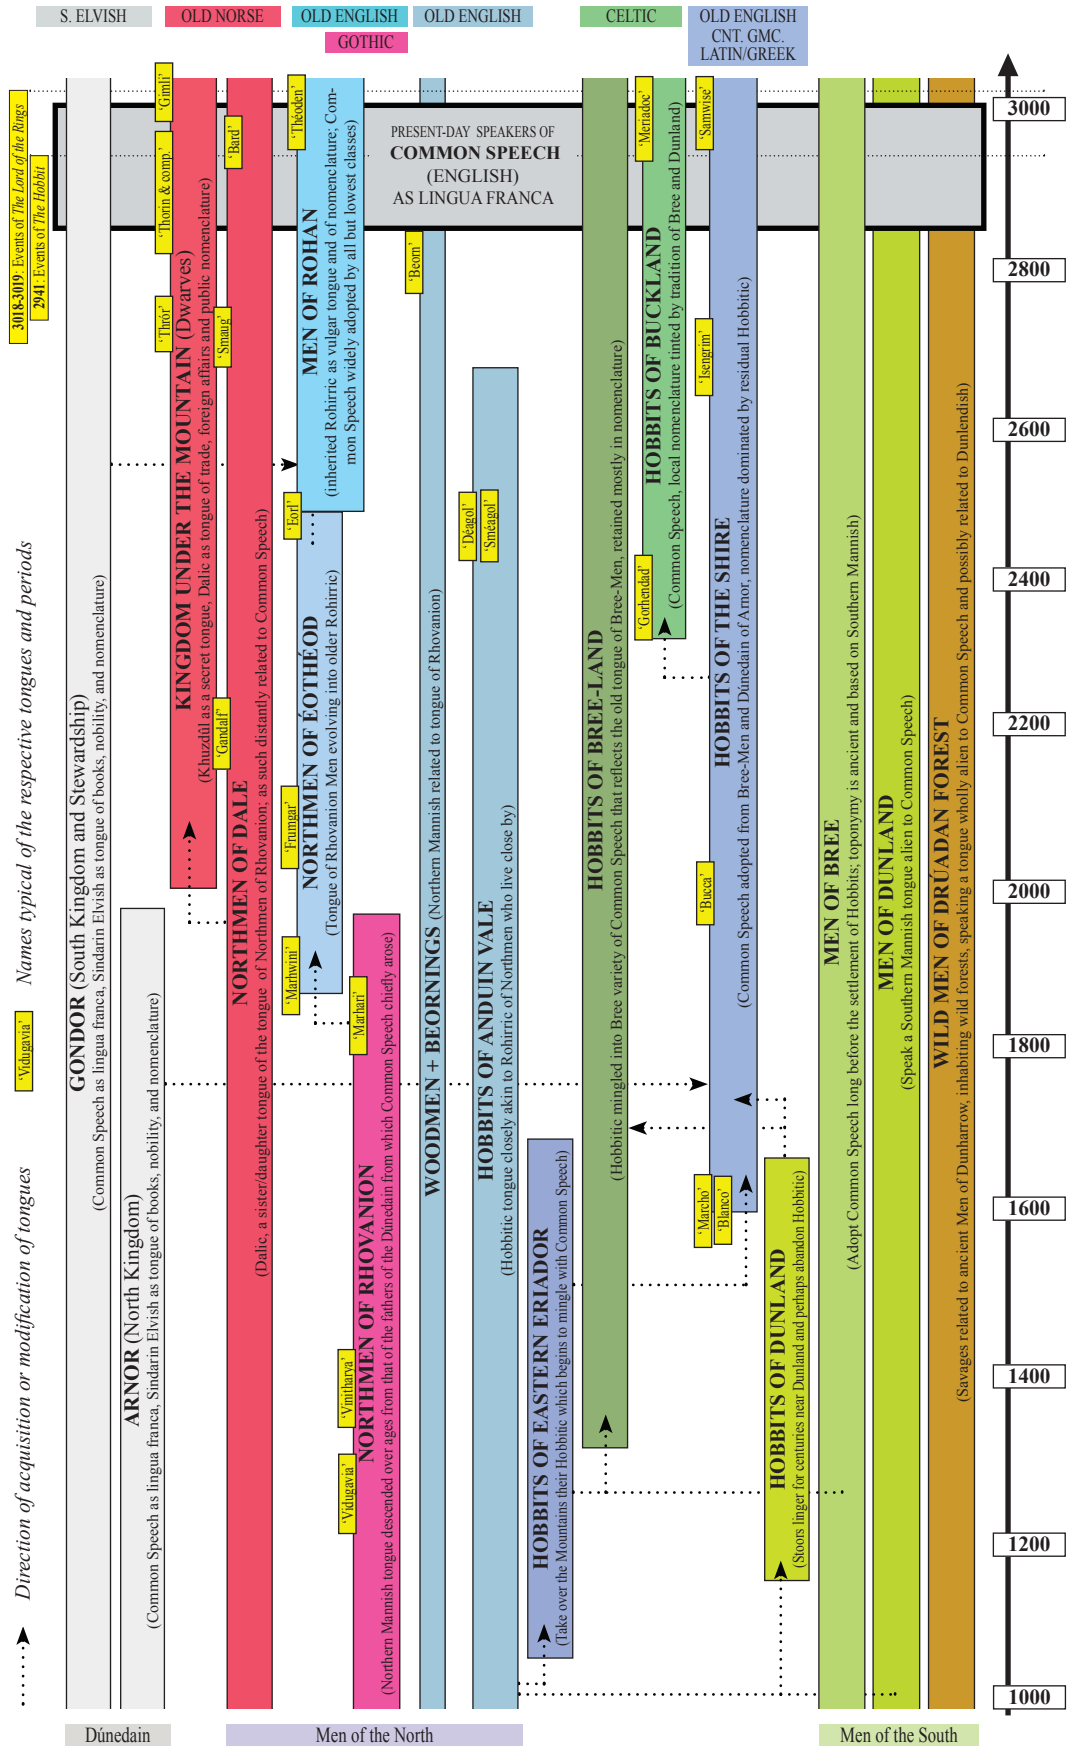 S. ELVISH
OLD NORSE
OLD ENGLISH
GOTHIC
OLD ENGLISH
CELTIC
OLD ENGLISH
CNT. GMC.
LATIN/GREEK
3018-3019: Events of The Lord of the Rings
2941: Events of The Hobbit
'Vidugavia'
Names typical of the respective tongues and periods
Direction of acquisition or modification of tongues
PRESENT-DAY SPEAKERS OF
COMMON SPEECH
(ENGLISH)
AS LINGUA FRANCA
GONDOR (South Kingdom and Stewardship)
(Common Speech as lingua franca, Sindarin Elvish as tongue of books, nobility, and nomenclature)
ARNOR (North Kingdom)
(Common Speech as lingua franca, Sindarin Elvish as tongue of books, nobility, and nomenclature)
'Gimli'
'Thorin & comp.'
'Thrór'
KINGDOM UNDER THE MOUNTAIN (Dwarves)
(Khuzdûl as a secret tongue, Dalic as tongue of trade, foreign affairs and public nomenclature)
'Bard'
'Smaug'
'Gandalf'
NORTHMEN OF DALE
(Dalic, a sister/daughter tongue of the tongue of Northmen of Rhovanion; as such distantly related to Common Speech)
'Théoden'
MEN OF ROHAN
(inherited Rohirric as vulgar tongue and of nomenclature; Com-
mon Speech widely adopted by all but lowest classes)
'Eorl'
'Frumgar'
'Marhwini'
NORTHMEN OF ÉOTHÉOD
(Tongue of Rhovanion Men evolving into older Rohirric)
'Marhari'
'Vinitharya'
'Vidugavia'
NORTHMEN OF RHOVANION
(Northern Mannish tongue descended over ages from that of the fathers of the Dúnedain from which Common Speech chiefly arose)
'Beorn'
WOODMEN + BEORNINGS (Northern Mannish related to tongue of Rhovanion)
'Déagol'
'Sméagol'
HOBBITS OF ANDUIN VALE
(Hobbitic tongue closely akin to Rohirric of Northmen who live close by)
HOBBITS OF EASTERN ERIADOR
(Take over the Mountains their Hobbitic which begins to mingle with Common Speech)
HOBBITS OF BREE-LAND
(Hobbitic mingled into Bree variety of Common Speech that reflects the old tongue of Bree-Men, retained mostly in nomenclature)
'Meriadoc'
'Gorhendad'
HOBBITS OF BUCKLAND
(Common Speech, local nomenclature tinted by tradition of Bree and Dunland)
'Samwise'
'Isengrim'
'Bucca'
'Marcho'
'Blanco'
HOBBITS OF THE SHIRE
(Common Speech adopted from Bree-Men and Dúnedain of Arnor, nomenclature dominated by residual Hobbitic)
HOBBITS OF DUNLAND
(Stoors linger for centuries near Dunland and perhaps abandon Hobbitic)
MEN OF BREE
(Adopt Common Speech long before the settlement of Hobbits; toponymy is ancient and based on Southern Mannish)
MEN OF DUNLAND
(Speak a Southern Mannish tongue alien to Common Speech)
WILD MEN OF DRÚADAN FOREST
(Savages related to ancient Men of Dunharrow, inhabiting wild forests, speaking a tongue wholly alien to Common Speech and possibly related to Dunlendish)
3000
2800
2600
2400
2200
2000
1800
1600
1400
1200
1000
Dúnedain
Men of the North
Men of the South